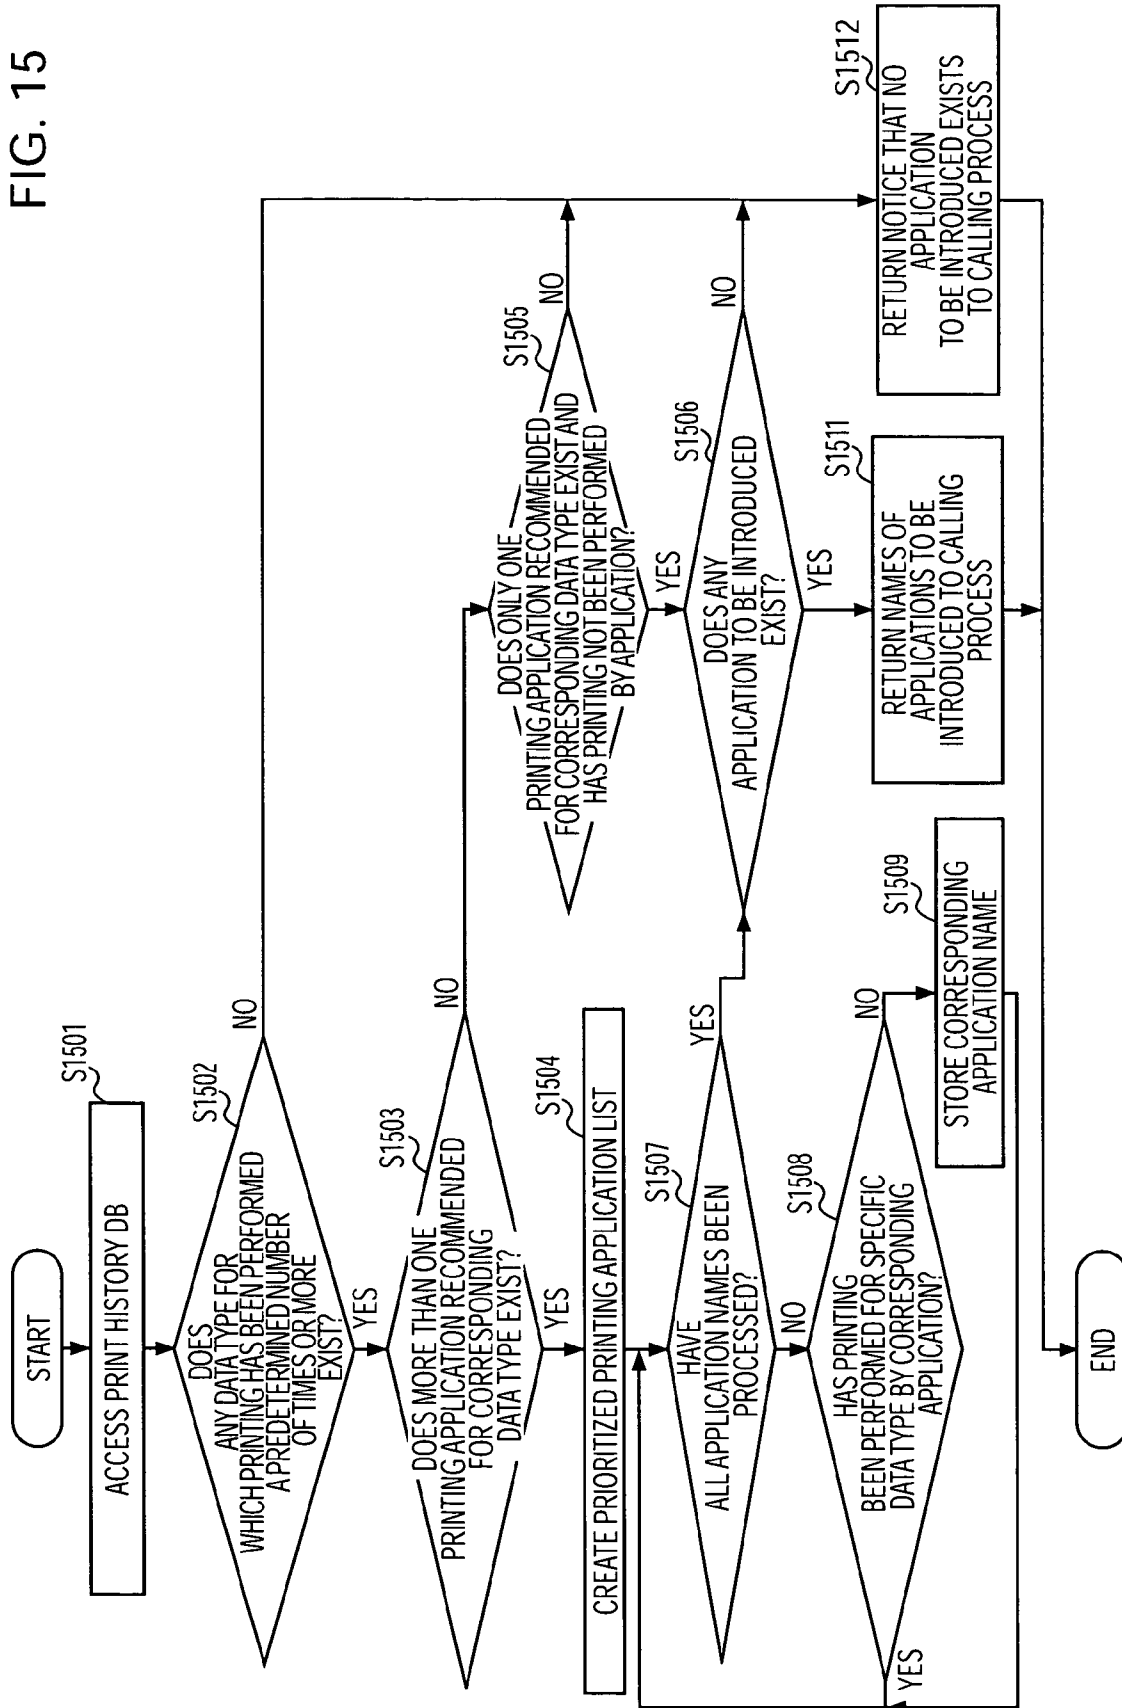 FIG. 15
START
S1501
ACCESS PRINT HISTORY DB
S1502
DOES
ANY DATA TYPE FOR
WHICH PRINTING HAS BEEN PERFORMED
A PREDETERMINED NUMBER
OF TIMES OR MORE
EXIST?
NO
YES
S1503
DOES MORE THAN ONE
PRINTING APPLICATION RECOMMENDED
FOR CORRESPONDING
DATA TYPE EXIST?
NO
YES
S1504
CREATE PRIORITIZED PRINTING APPLICATION LIST
S1505
DOES ONLY ONE
PRINTING APPLICATION RECOMMENDED
FOR CORRESPONDING DATA TYPE EXIST AND
HAS PRINTING NOT BEEN PERFORMED
BY APPLICATION?
NO
YES
S1507
HAVE
ALL APPLICATION NAMES BEEN
PROCESSED?
YES
NO
S1506
DOES ANY
APPLICATION TO BE INTRODUCED
EXIST?
NO
YES
S1508
HAS PRINTING
BEEN PERFORMED FOR SPECIFIC
DATA TYPE BY CORRESPONDING
APPLICATION?
NO
YES
S1509
STORE CORRESPONDING
APPLICATION NAME
S1511
RETURN NAMES OF
APPLICATIONS TO BE
INTRODUCED TO CALLING
PROCESS
S1512
RETURN NOTICE THAT NO
APPLICATION
TO BE INTRODUCED EXISTS
TO CALLING PROCESS
END